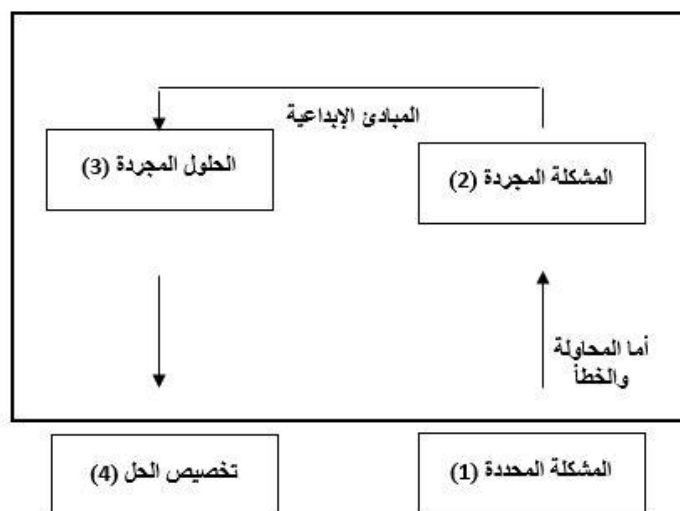 المبادئ الإبداعية
المشكلة المجردة (2)
الحلول المجردة (3)
أما المحاولة
والخطأ
المشكلة المحددة (1)
تخصيص الحل (4)